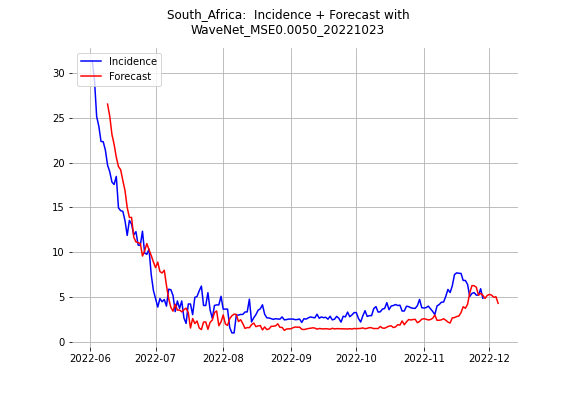 South_Africa:  Incidence + Forecast with
WaveNet_MSE0.0050_20221023
Incidence
Forecast
30
25
20
15
10
5
0
2022-06 2022-07 2022-08 2022-09 2022-10 2022-11 2022-12